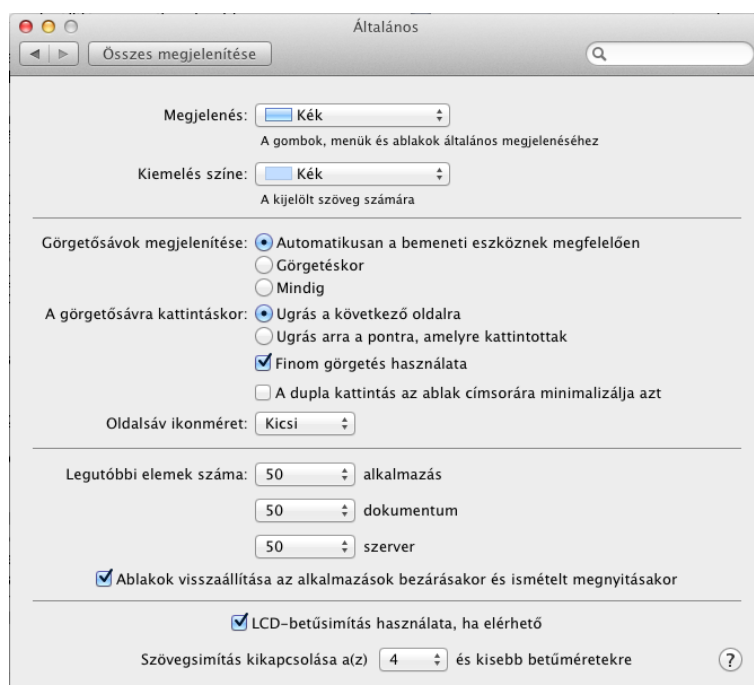 Általános
Összes megjelenítése
Megjelenés: Kék
A gombok, menük és ablakok általános megjelenéséhez
Kiemelés színe: Kék
A kijelölt szöveg számára
Görgetősávok megjelenítése: Automatikusan a bemeneti eszköznek megfelelően
Görgetéskor
Mindig
A görgetősávra kattintáskor: Ugrás a következő oldalra
Ugrás arra a pontra, amelyre kattintottak
Finom görgetés használata
A dupla kattintás az ablak címsorára minimalizálja azt
Oldalsáv ikonméret: Kicsi
Legutóbbi elemek száma: 50 alkalmazás
50 dokumentum
50 szerver
Ablakok visszaállítása az alkalmazások bezárásakor és ismételt megnyitásakor
LCD-betűsimítás használata, ha elérhető
Szövegsimítás kikapcsolása a(z) 4 és kisebb betűméretekre ?